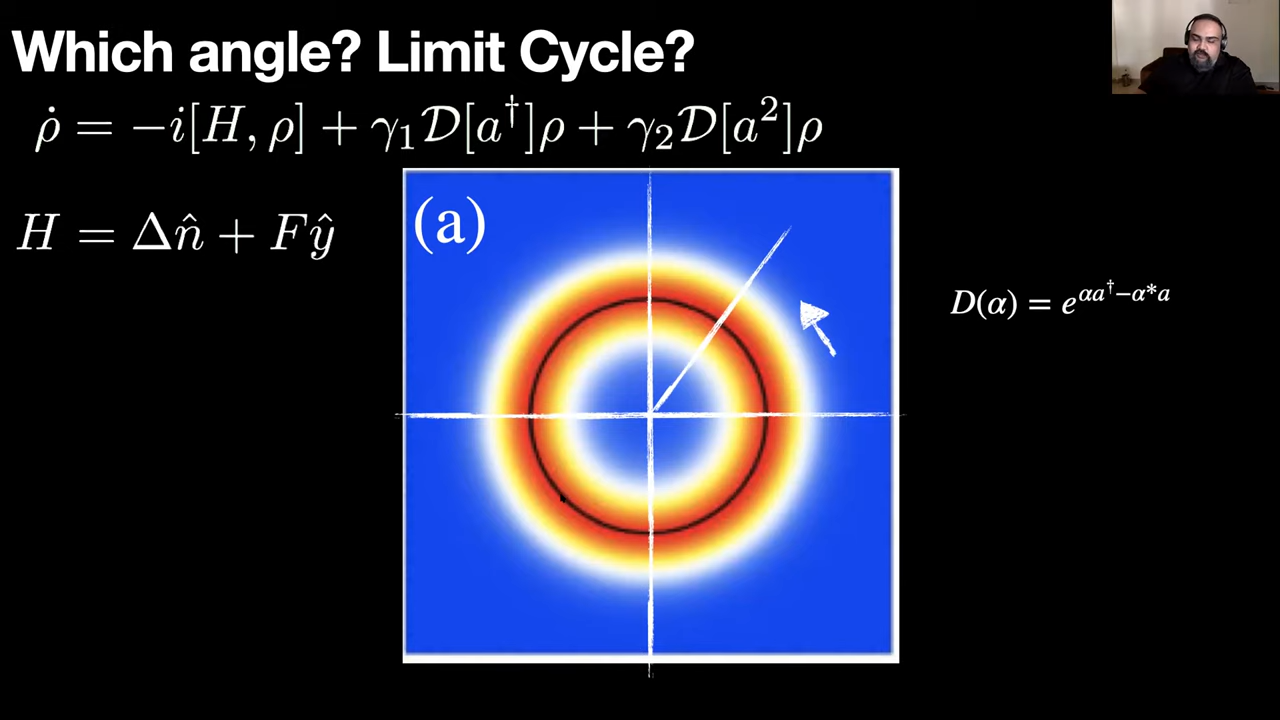 Which angle? Limit Cycle?
ρ̇ = −i[H, ρ] + γ₁𝒟[a†]ρ + γ₂𝒟[a²]ρ
H = Δn̂ + Fŷ
(a)
D(α) = e^{αa†−α*a}